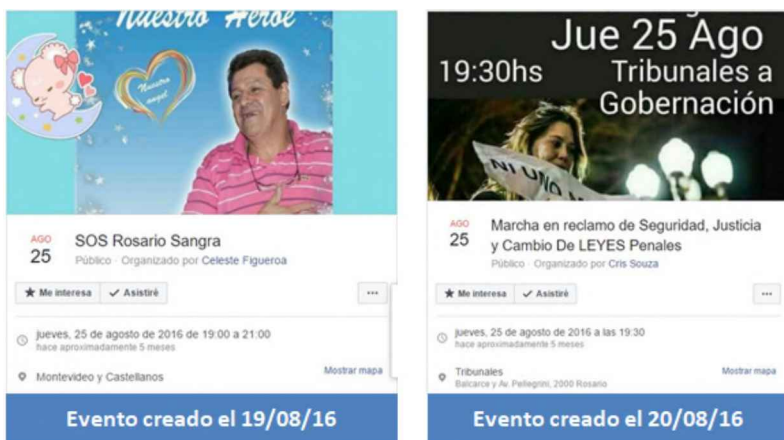 Nuestro Héroe
Nuestro
angel
AGO
25
SOS Rosario Sangra
Público · Organizado por Celeste Figueroa
Me interesa
Asistiré
jueves, 25 de agosto de 2016 de 19:00 a 21:00
hace aproximadamente 5 meses
Montevideo y Castellanos
Mostrar mapa
Evento creado el 19/08/16
Jue 25 Ago
19:30hs
Tribunales a
Gobernación
NI UNO
AGO
25
Marcha en reclamo de Seguridad, Justicia
y Cambio De LEYES Penales
Público · Organizado por Cris Souza
Me interesa
Asistiré
jueves, 25 de agosto de 2016 a las 19:30
hace aproximadamente 5 meses
Tribunales
Balcarce y Av. Pellegrini, 2000 Rosario
Mostrar mapa
Evento creado el 20/08/16